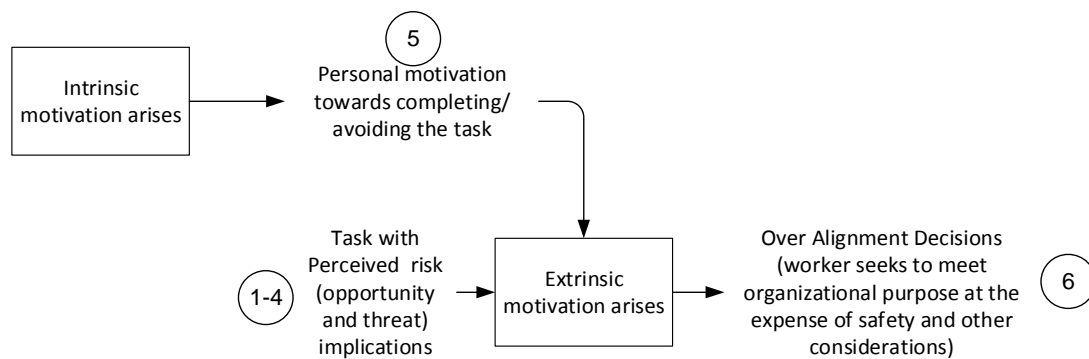 5
Intrinsic
motivation arises
Personal motivation
towards completing/
avoiding the task
1-4
Task with
Perceived risk
(opportunity
and threat)
implications
Extrinsic
motivation arises
Over Alignment Decisions
(worker seeks to meet
organizational purpose at the
expense of safety and other
considerations)
6